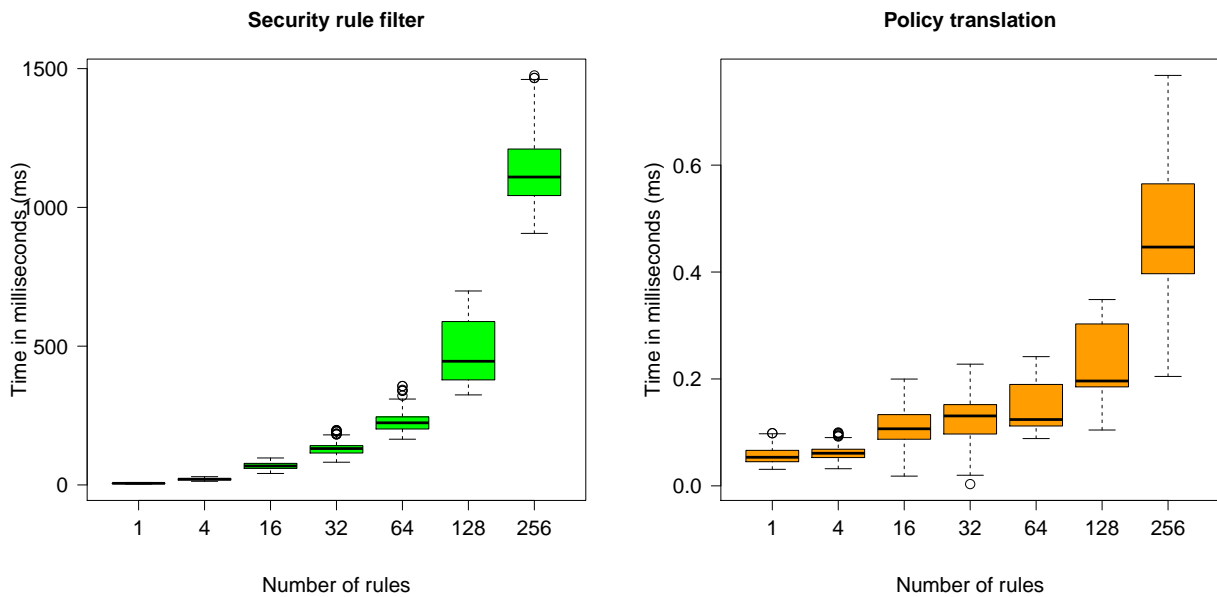 Security rule filter
Time in milliseconds (ms)
1500
1000
500
0
1 4 16 32 64 128 256
Number of rules
Policy translation
Time in milliseconds (ms)
0.6
0.4
0.2
0.0
1 4 16 32 64 128 256
Number of rules